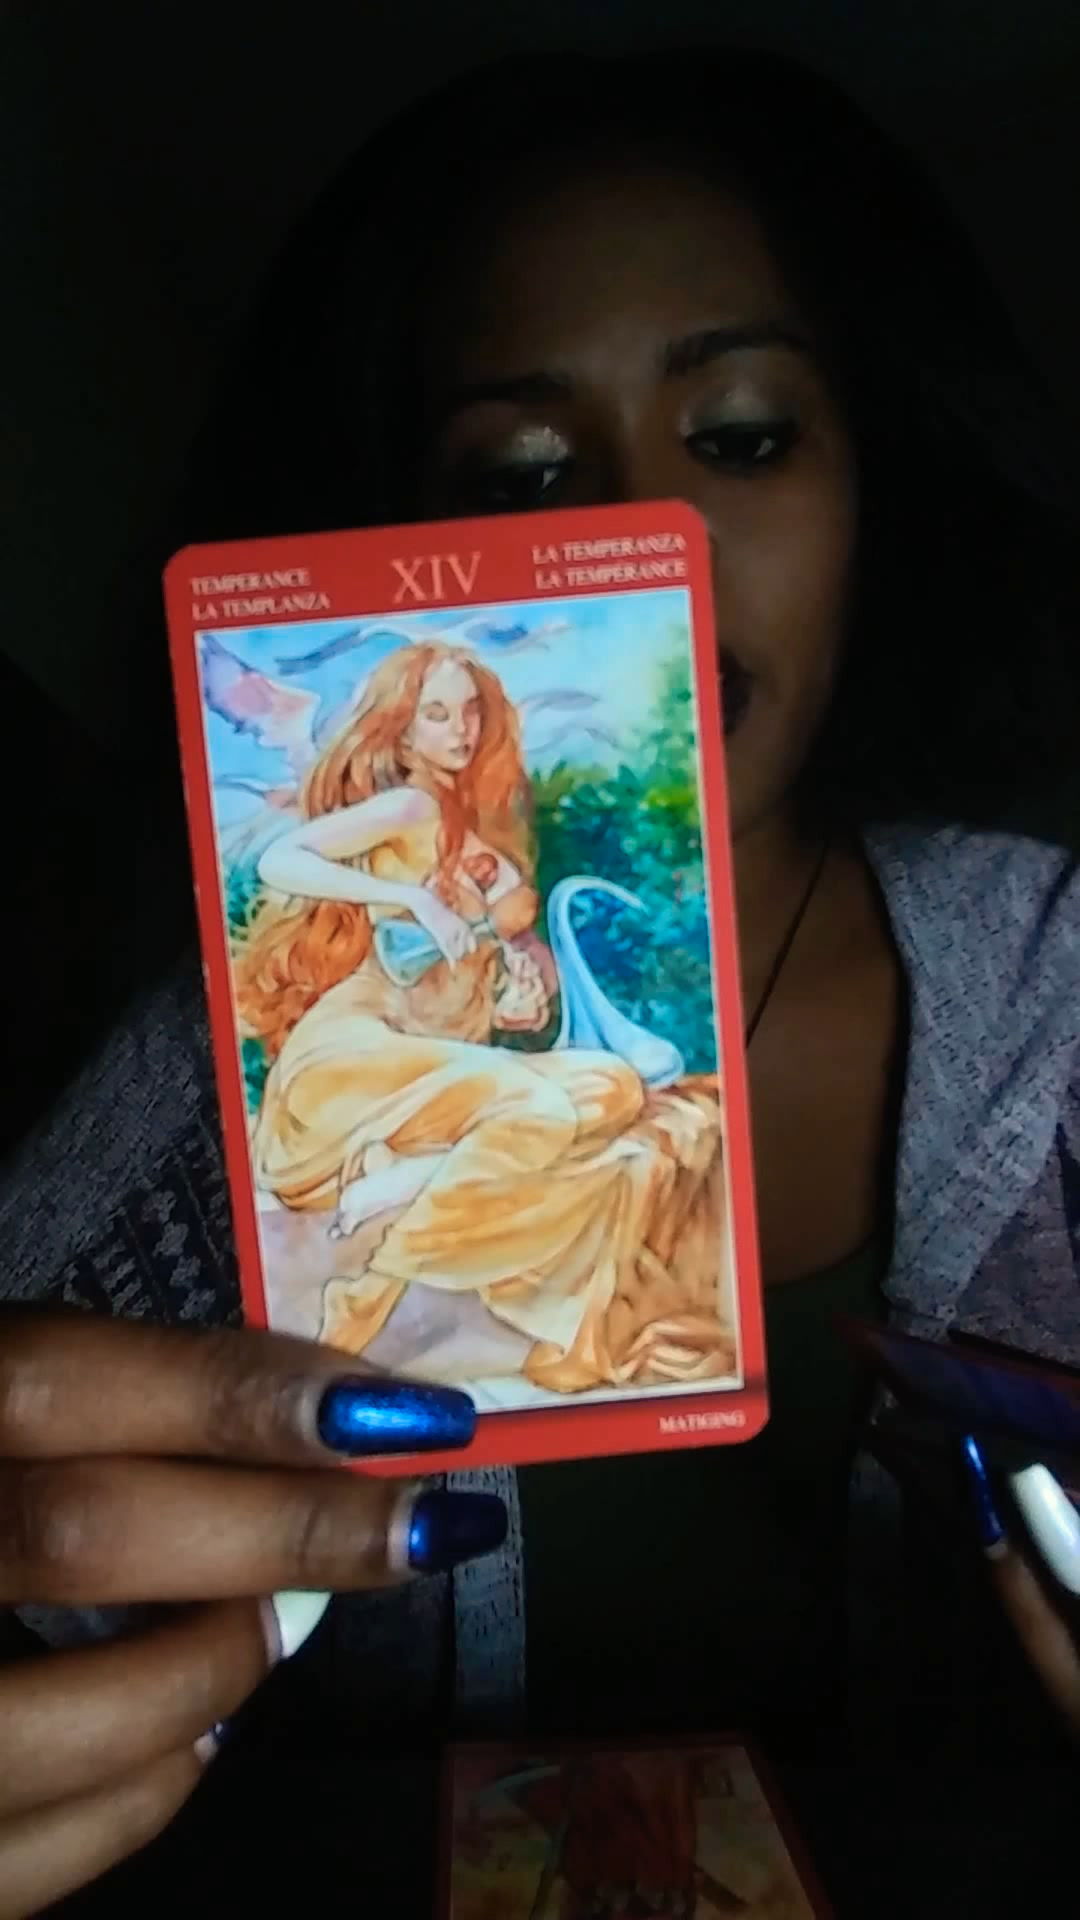 TEMPERANCE
LA TEMPLANZA
XIV
LA TEMPERANZA
LA TEMPÉRANCE
MATIGING